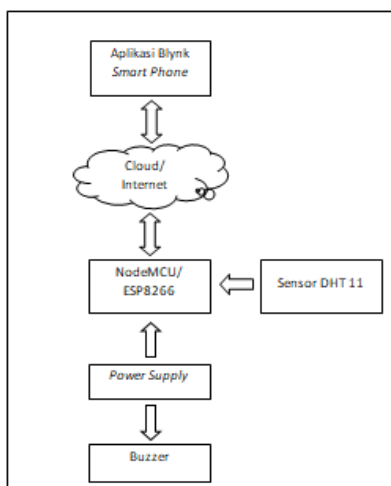 Aplikasi Blynk
Smart Phone
Cloud/
Internet
NodeMCU/
ESP8266
Sensor DHT 11
Power Supply
Buzzer